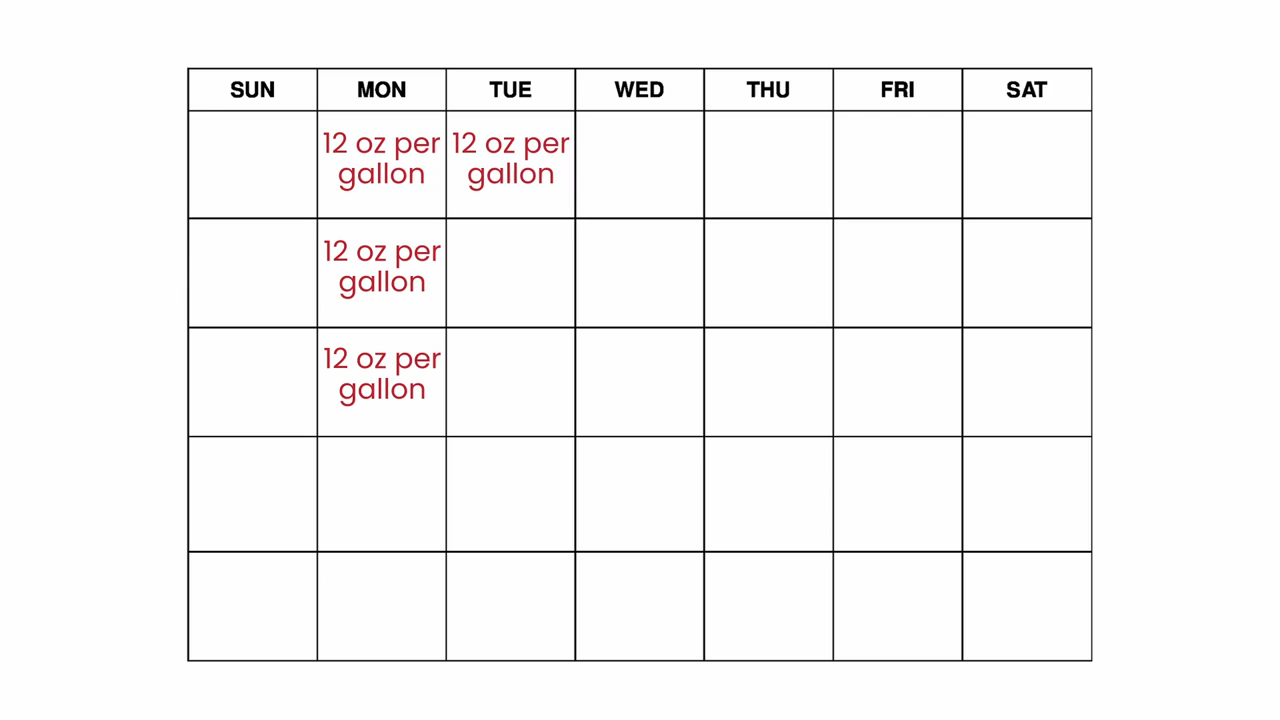 SUN MON TUE WED THU FRI SAT
12 oz per 12 oz per
gallon gallon
12 oz per
gallon
12 oz per
gallon